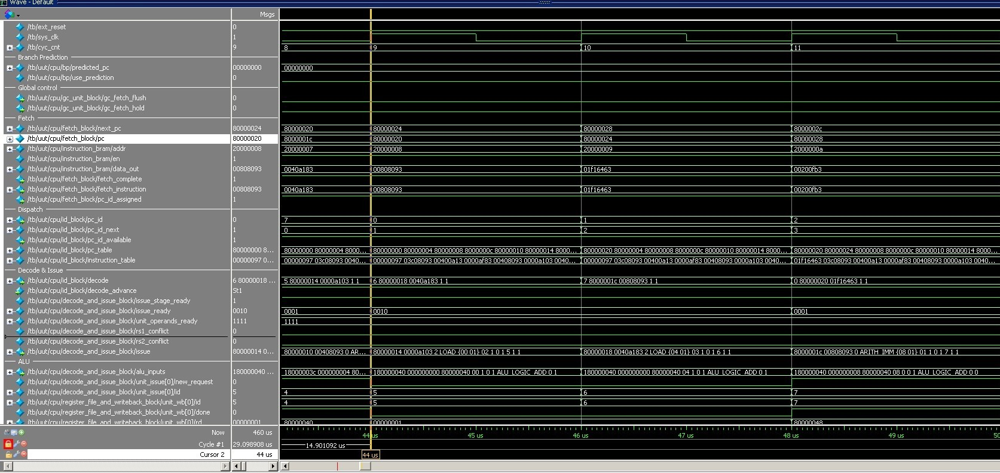 Wave - Default
Msgs
/tb/ext_reset 0
/tb/sys_clk 1
/tb/cyc_cnt 9 8 9 10 11
Branch Prediction
/tb/uut/cpu/bp/predicted_pc 00000000 00000000
/tb/uut/cpu/bp/use_prediction 0
Global control
/tb/uut/cpu/gc_unit_block/gc_fetch_flush 0
/tb/uut/cpu/gc_unit_block/gc_fetch_hold 0
Fetch
/tb/uut/cpu/fetch_block/next_pc 80000024 80000020 80000024 80000028 8000002c
/tb/uut/cpu/fetch_block/pc 80000020 8000001c 80000020 80000024 80000028
/tb/uut/cpu/instruction_bram/addr 20000008 20000007 20000008 20000009 2000000a
/tb/uut/cpu/instruction_bram/en 1
/tb/uut/cpu/instruction_bram/data_out 00808093 0040a183 00808093 01f16463 00200fb3
/tb/uut/cpu/fetch_block/fetch_complete 1
/tb/uut/cpu/fetch_block/fetch_instruction 00808093 0040a183 00808093 01f16463 00200fb3
/tb/uut/cpu/fetch_block/pc_id_assigned 1
Dispatch
/tb/uut/cpu/id_block/pc_id 0 7 0 1 2
/tb/uut/cpu/id_block/pc_id_next 1 0 1 2 3
/tb/uut/cpu/id_block/pc_id_available 1
/tb/uut/cpu/id_block/pc_table 80000000 8... 80000000 80000004 8000... 80000000 80000004 80000008 8000000c 80000010 80000014 8000... 80000020 80000004 80000008 8000000c 80000010 80000014 8000... 80000020 80000024 80000008 8000000c 80000010 80000014 8000...
/tb/uut/cpu/id_block/instruction_table 00000097 0... 00000097 03c08093 0040... 00000097 03c08093 00400a13 0000af83 00408093 0000a103 0040... 00000097 03c08093 00400a13 0000af83 00408093 0000a103 0040... 01f16463 03c08093 00400a13 0000af83 00408093 0000a103 0040...
Decode & Issue
/tb/uut/cpu/id_block/decode 6 80000018 ... 5 80000014 0000a103 1 1 6 80000018 0040a183 1 1 7 8000001c 00808093 1 1 0 80000020 01f16463 1 1
/tb/uut/cpu/id_block/decode_advance St1
/tb/uut/cpu/decode_and_issue_block/issue_stage_ready 1
/tb/uut/cpu/decode_and_issue_block/issue_ready 0010 0001 0010 0001
/tb/uut/cpu/decode_and_issue_block/unit_operands_ready 1111 1111
/tb/uut/cpu/decode_and_issue_block/rs1_conflict 0
/tb/uut/cpu/decode_and_issue_block/rs2_conflict 0
/tb/uut/cpu/decode_and_issue_block/issue 80000014 0... 80000010 00408093 0 AR... 80000014 0000a103 2 LOAD {00 01} 02 1 0 1 5 1 1 80000018 0040a183 2 LOAD {04 01} 03 1 0 1 6 1 1 8000001c 00808093 0 ARITH_IMM {08 01} 01 1 0 1 7 1 1
ALU
/tb/uut/cpu/decode_and_issue_block/alu_inputs 180000040 ... 18000003c 000000004 80... 180000040 000000000 80000040 00 1 0 1 ALU_LOGIC_ADD 0 1 180000040 000000000 80000040 04 1 0 1 ALU_LOGIC_ADD 0 1 180000040 000000008 80000040 08 0 0 1 ALU_LOGIC_ADD 0 0
/tb/uut/cpu/decode_and_issue_block/unit_issue[0]/new_request 0
/tb/uut/cpu/decode_and_issue_block/unit_issue[0]/id 5 4 5 6 7
/tb/uut/cpu/register_file_and_writeback_block/unit_wb[0]/id 5 4 5 6 7
/tb/uut/cpu/register_file_and_writeback_block/unit_wb[0]/done 0
/tb/uut/cpu/register_file_and_writeback_block/unit_wb[0]/rd 00000001 80000040 00000001 80000048
Now 460 us 44 us 45 us 46 us 47 us 48 us 49 us 50
Cycle #1 29.098908 us 14.901092 us
Cursor 2 44 us 44 us